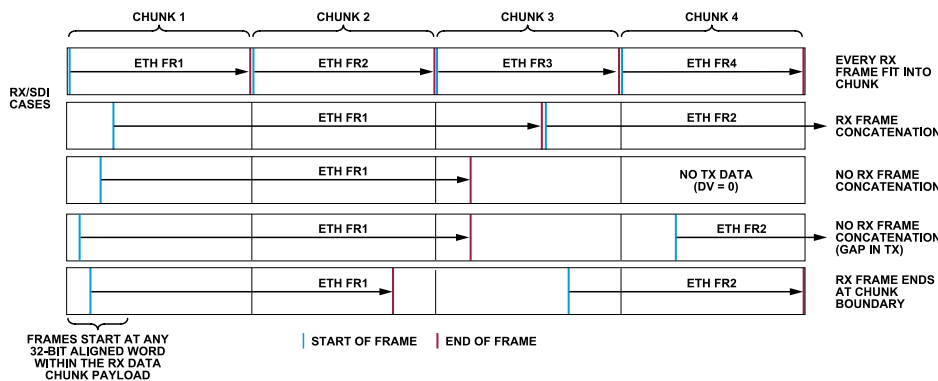 CHUNK 1
CHUNK 2
CHUNK 3
CHUNK 4
RX/SDI
CASES
ETH FR1
ETH FR2
ETH FR3
ETH FR4
EVERY RX
FRAME FIT INTO
CHUNK
ETH FR1
ETH FR2
RX FRAME
CONCATENATION
ETH FR1
NO TX DATA
(DV = 0)
NO RX FRAME
CONCATENATION
ETH FR1
ETH FR2
NO RX FRAME
CONCATENATION
(GAP IN TX)
ETH FR1
ETH FR2
RX FRAME ENDS
AT CHUNK
BOUNDARY
FRAMES START AT ANY
32-BIT ALIGNED WORD
WITHIN THE RX DATA
CHUNK PAYLOAD
START OF FRAME
END OF FRAME